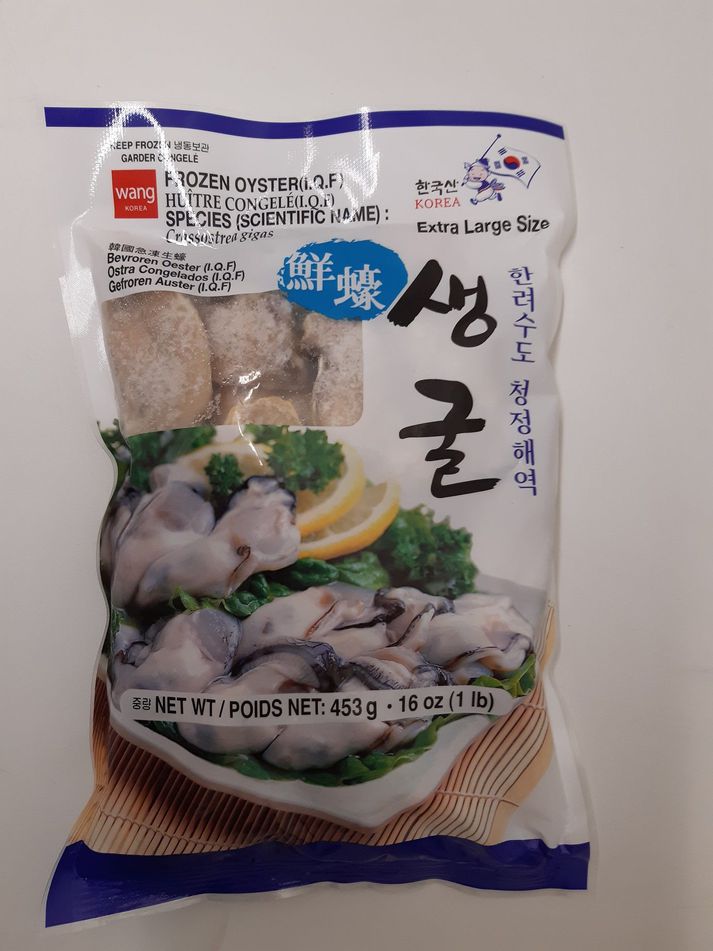 KEEP FROZEN 냉동보관
GARDER CONGELÉ
wang
KOREA
FROZEN OYSTER(I.Q.F)
HUÎTRE CONGELÉ(I.Q.F)
SPECIES (SCIENTIFIC NAME) :
Crassostrea gigas
한국산
KOREA
Extra Large Size
韓國急凍生蠔
Bevroren Oester (I.Q.F)
Ostra Congelados (I.Q.F)
Gefroren Auster (I.Q.F)
鮮蠔
생굴
한려수도 청정해역
중량 NET WT / POIDS NET: 453 g • 16 oz (1 lb)